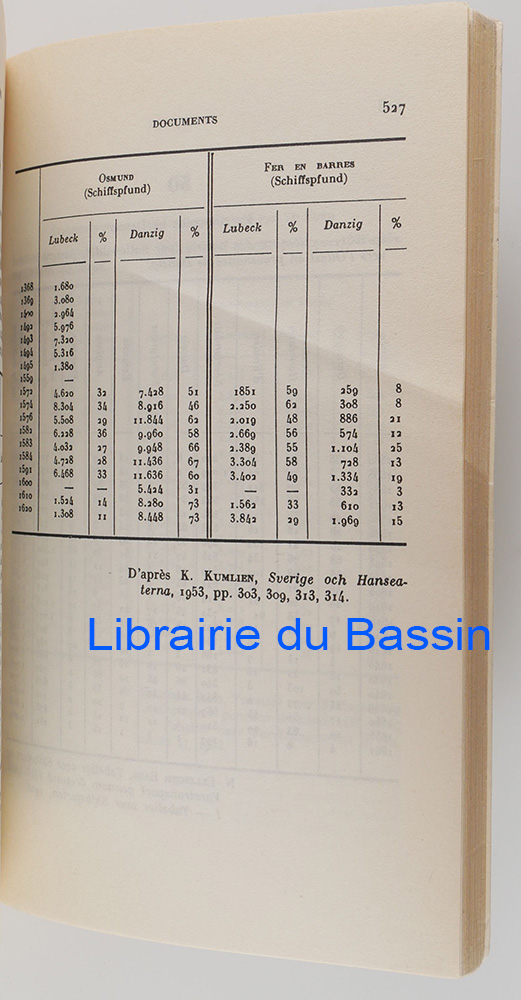 DOCUMENTS 527
OSMUND FER EN BARRES
(Schiffspfund) (Schiffspfund)
Lubeck % Danzig % Lubeck % Danzig %
1368 1.680
1369 3.080
1400 2.964
1492 5.976
1493 7.320
1494 5.316
1495 1.380
1559 —
1572 4.620 32 7.428 51 1851 59 259 8
1574 8.304 34 8.916 46 2.250 62 308 8
1576 5.508 29 11.844 62 2.019 48 886 21
1582 6.228 36 9.960 58 2.669 56 574 12
1583 4.032 27 9.948 66 2.389 55 1.104 25
1584 4.728 28 11.436 67 3.304 58 728 13
1591 6.468 33 11.636 60 3.402 49 1.334 19
1600 — — 5.424 31 — — 332 3
1610 1.524 14 8.280 73 1.562 33 610 13
1620 1.308 11 8.448 73 3.842 29 1.969 15
D'après K. KUMLIEN, Sverige och Hansea-
terna, 1953, pp. 303, 309, 313, 314.
Librairie du Bassin